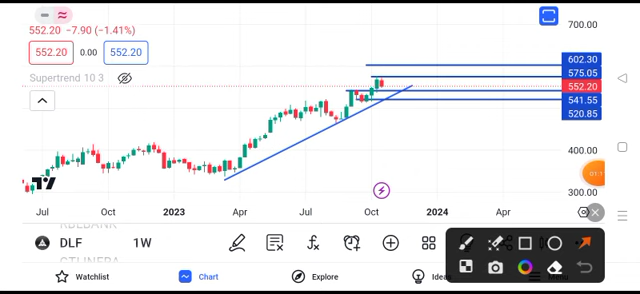 552.20 −7.90 (−1.41%)
700.00
552.20 0.00 552.20
602.30
575.05
552.20
541.55
520.85
Supertrend 10 3
400.00
300.00
Jul Oct 2023 Apr Jul Oct 2024 Apr
DLF 1W
Watchlist Chart Explore Ideas Menu